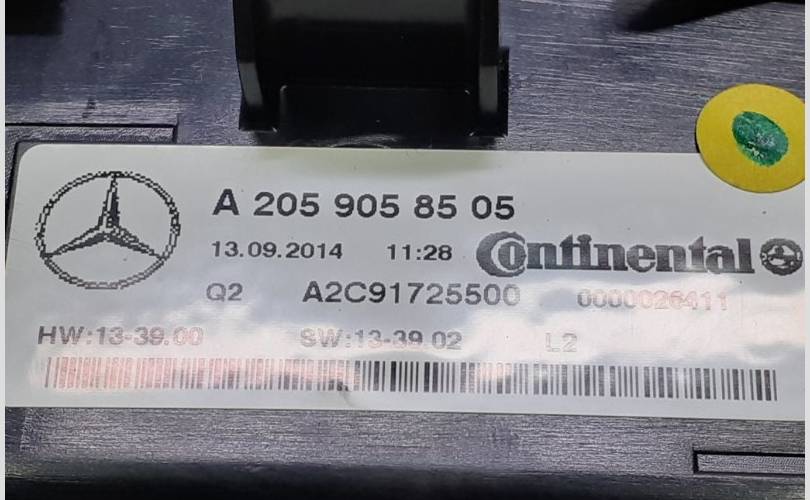 A 205 905 85 05
13.09.2014 11:28 Continental
Q2 A2C91725500 0000026411
HW:13-39.00 SW:13-39.02 L2